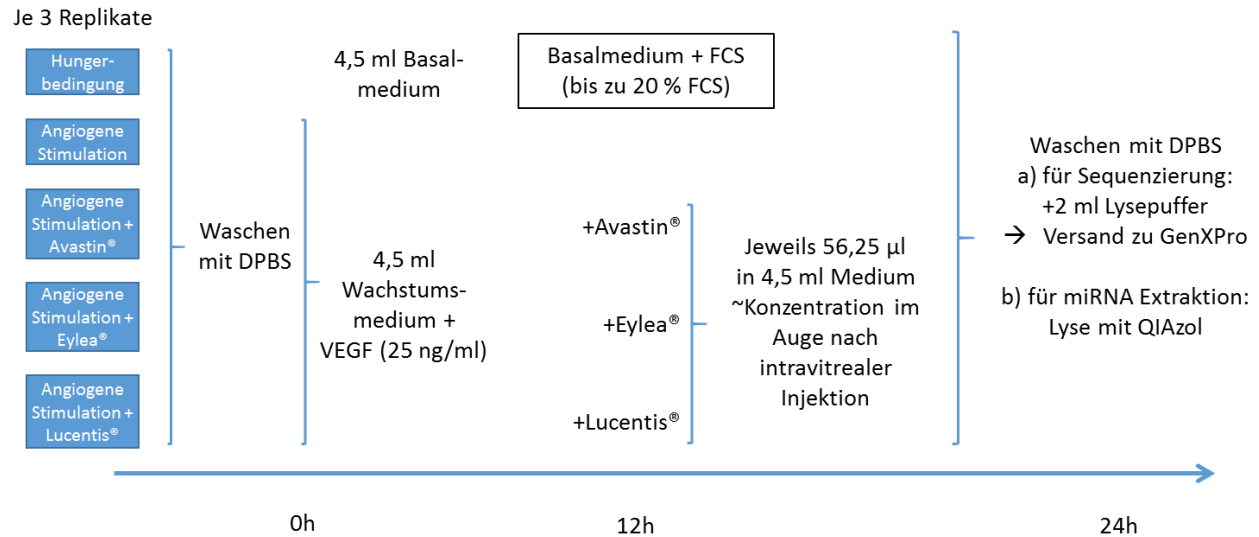 Je 3 Replikate
Hunger-
bedingung
Angiogene
Stimulation
Angiogene
Stimulation +
Avastin®
Angiogene
Stimulation +
Eylea®
Angiogene
Stimulation +
Lucentis®
Waschen
mit DPBS
4,5 ml Basal-
medium
4,5 ml
Wachstums-
medium +
VEGF (25 ng/ml)
Basalmedium + FCS
(bis zu 20 % FCS)
+Avastin®
+Eylea®
+Lucentis®
Jeweils 56,25 µl
in 4,5 ml Medium
~Konzentration im
Auge nach
intravitrealer
Injektion
Waschen mit DPBS
a) für Sequenzierung:
+2 ml Lysepuffer
→ Versand zu GenXPro
b) für miRNA Extraktion:
Lyse mit QIAzol
0h
12h
24h